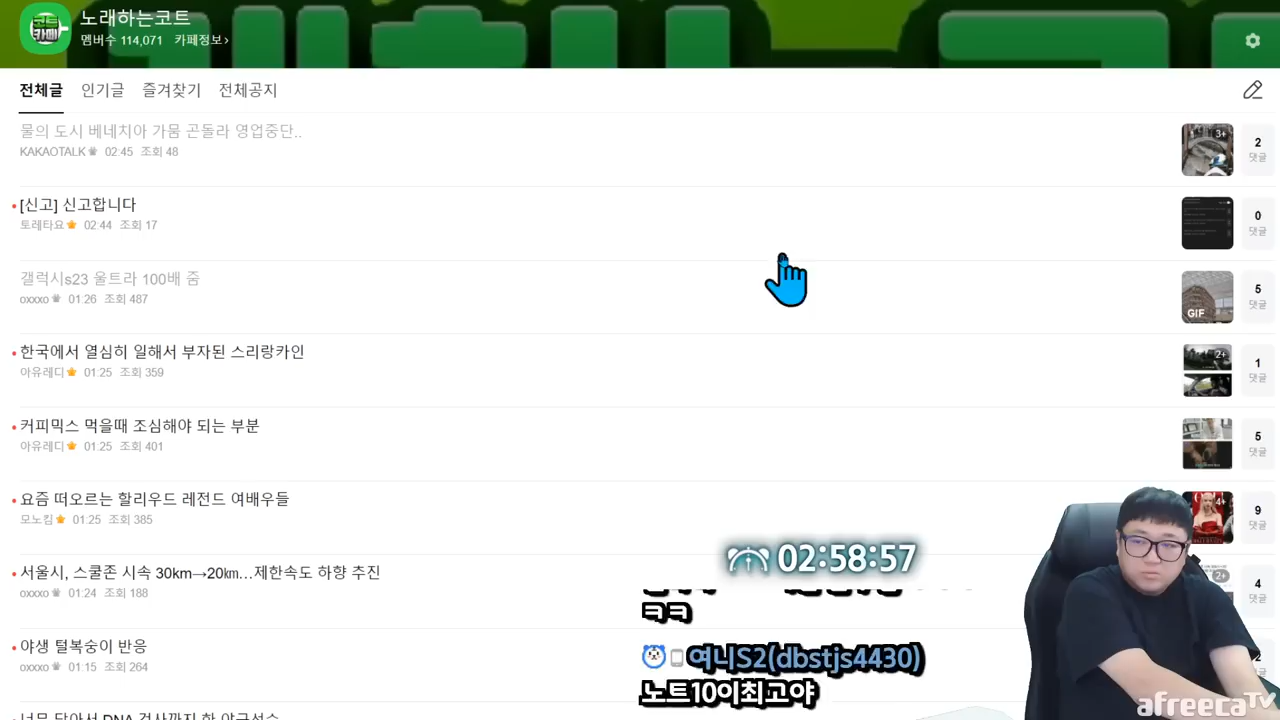 노래하는코트
멤버수 114,071 카페정보 ›
전체글 인기글 즐겨찾기 전체공지
물의 도시 베네치아 가뭄 곤돌라 영업중단..
KAKAOTALK 02:45 조회 48
3+
2
댓글
[신고] 신고합니다
토레타요 02:44 조회 17
0
댓글
갤럭시s23 울트라 100배 줌
oxxxo 01:26 조회 487
GIF
5
댓글
한국에서 열심히 일해서 부자된 스리랑카인
아유레디 01:25 조회 359
2+
1
댓글
커피믹스 먹을때 조심해야 되는 부분
아유레디 01:25 조회 401
5
댓글
요즘 떠오르는 할리우드 레전드 여배우들
모노킴 01:25 조회 385
4+
9
댓글
서울시, 스쿨존 시속 30km→20㎞…제한속도 하향 추진
oxxxo 01:24 조회 188
2+
4
댓글
야생 털복숭이 반응
oxxxo 01:15 조회 264
02:58:57
ㅋㅋ
여니S2(dbstjs4430)
노트10이최고야
afreecaTV